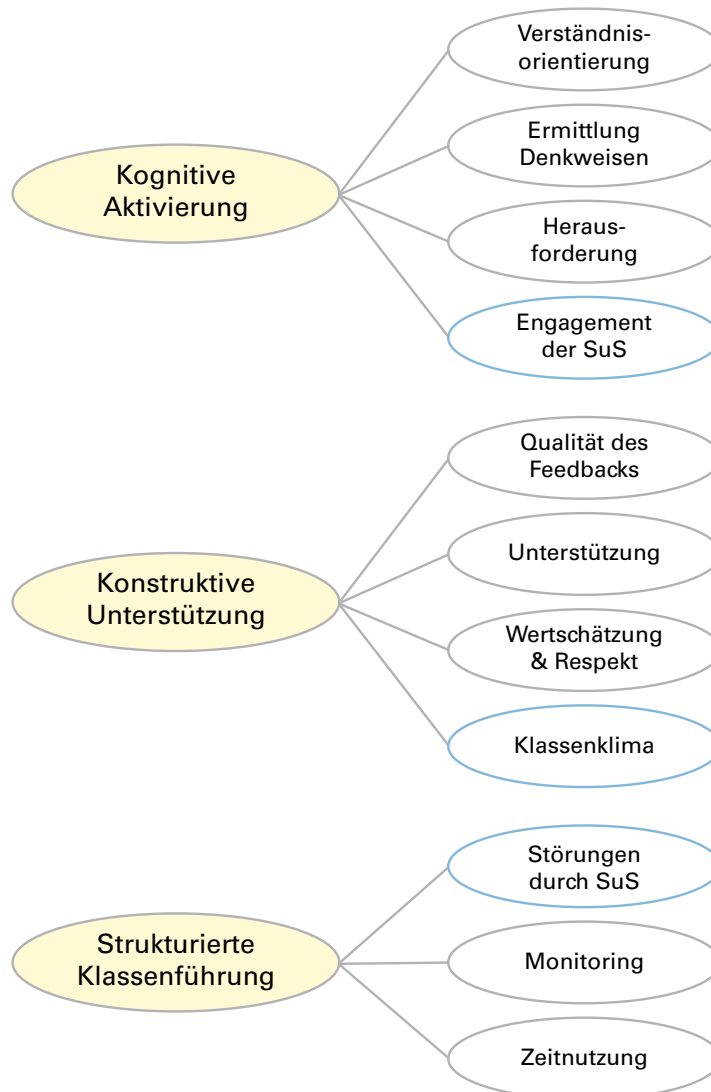 Verständnis-
orientierung
Ermittlung
Denkweisen
Kognitive
Aktivierung
Heraus-
forderung
Engagement
der SuS
Qualität des
Feedbacks
Unterstützung
Konstruktive
Unterstützung
Wertschätzung
& Respekt
Klassenklima
Störungen
durch SuS
Strukturierte
Klassenführung
Monitoring
Zeitnutzung